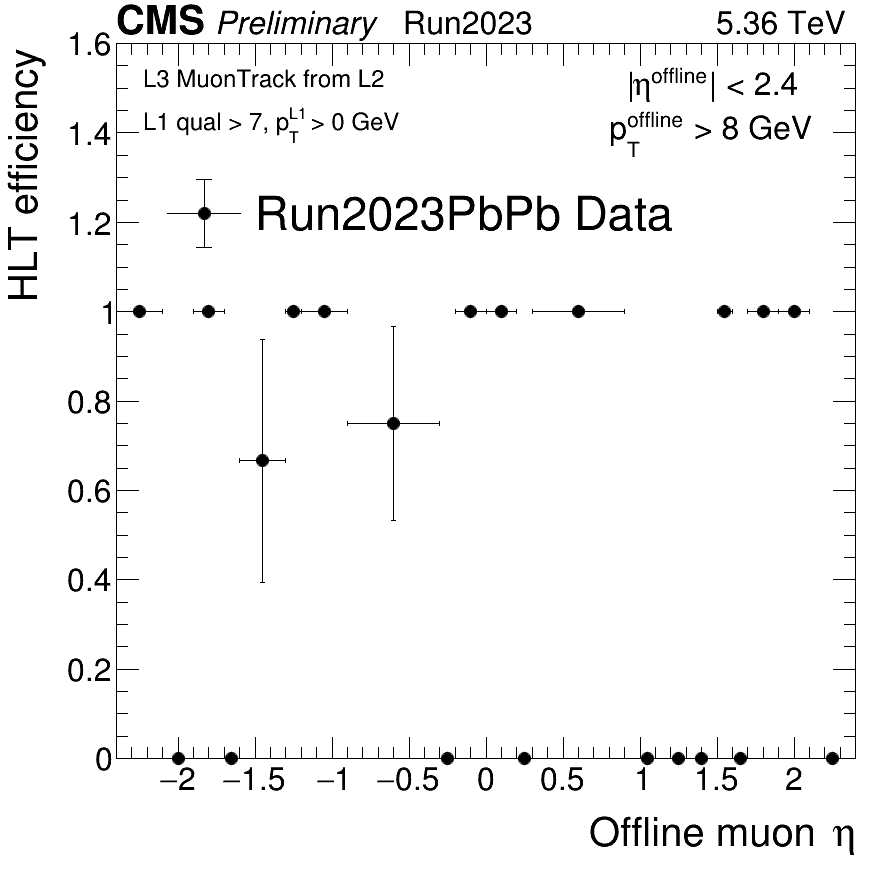 CMS Preliminary Run2023 5.36 TeV
L3 MuonTrack from L2
|η^offline| < 2.4
L1 qual > 7, p_T^L1 > 0 GeV
p_T^offline > 8 GeV
Run2023PbPb Data
HLT efficiency
1.6
1.4
1.2
1
0.8
0.6
0.4
0.2
0
−2 −1.5 −1 −0.5 0 0.5 1 1.5 2
Offline muon η